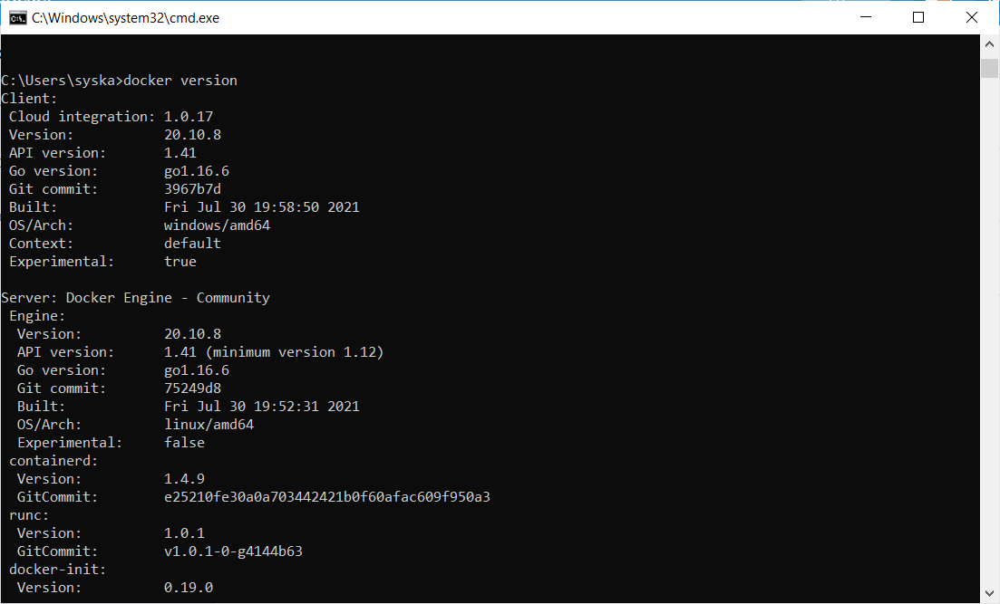 C:\Windows\system32\cmd.exe
C:\Users\syska>docker version
Client:
 Cloud integration: 1.0.17
 Version:           20.10.8
 API version:       1.41
 Go version:        go1.16.6
 Git commit:        3967b7d
 Built:             Fri Jul 30 19:58:50 2021
 OS/Arch:           windows/amd64
 Context:           default
 Experimental:      true

Server: Docker Engine - Community
 Engine:
  Version:          20.10.8
  API version:      1.41 (minimum version 1.12)
  Go version:       go1.16.6
  Git commit:       75249d8
  Built:            Fri Jul 30 19:52:31 2021
  OS/Arch:          linux/amd64
  Experimental:     false
 containerd:
  Version:          1.4.9
  GitCommit:        e25210fe30a0a703442421b0f60afac609f950a3
 runc:
  Version:          1.0.1
  GitCommit:        v1.0.1-0-g4144b63
 docker-init:
  Version:          0.19.0